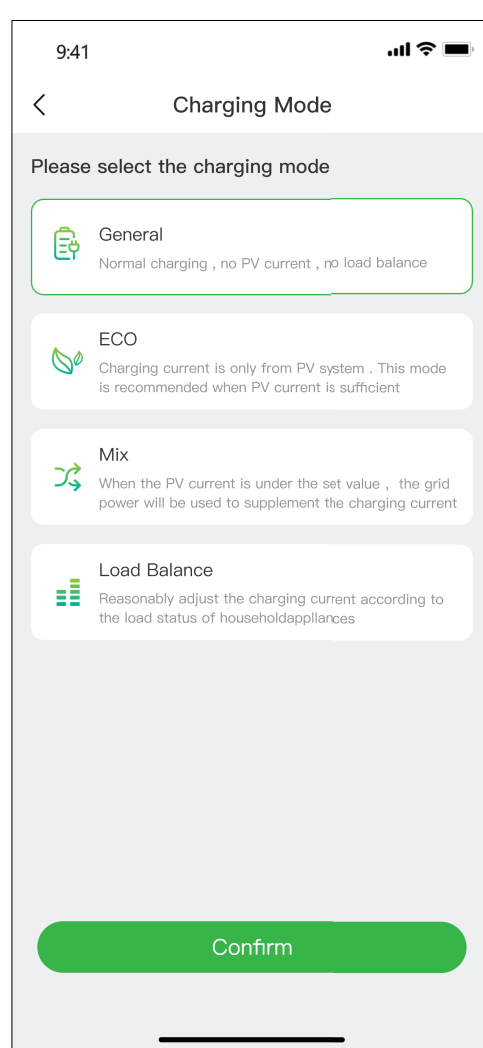 9:41
Charging Mode
Please select the charging mode
General
Normal charging , no PV current , no load balance
ECO
Charging current is only from PV system . This mode
is recommended when PV current is sufficient
Mix
When the PV current is under the set value , the grid
power will be used to supplement the charging current
Load Balance
Reasonably adjust the charging current according to
the load status of householdappllances
Confirm